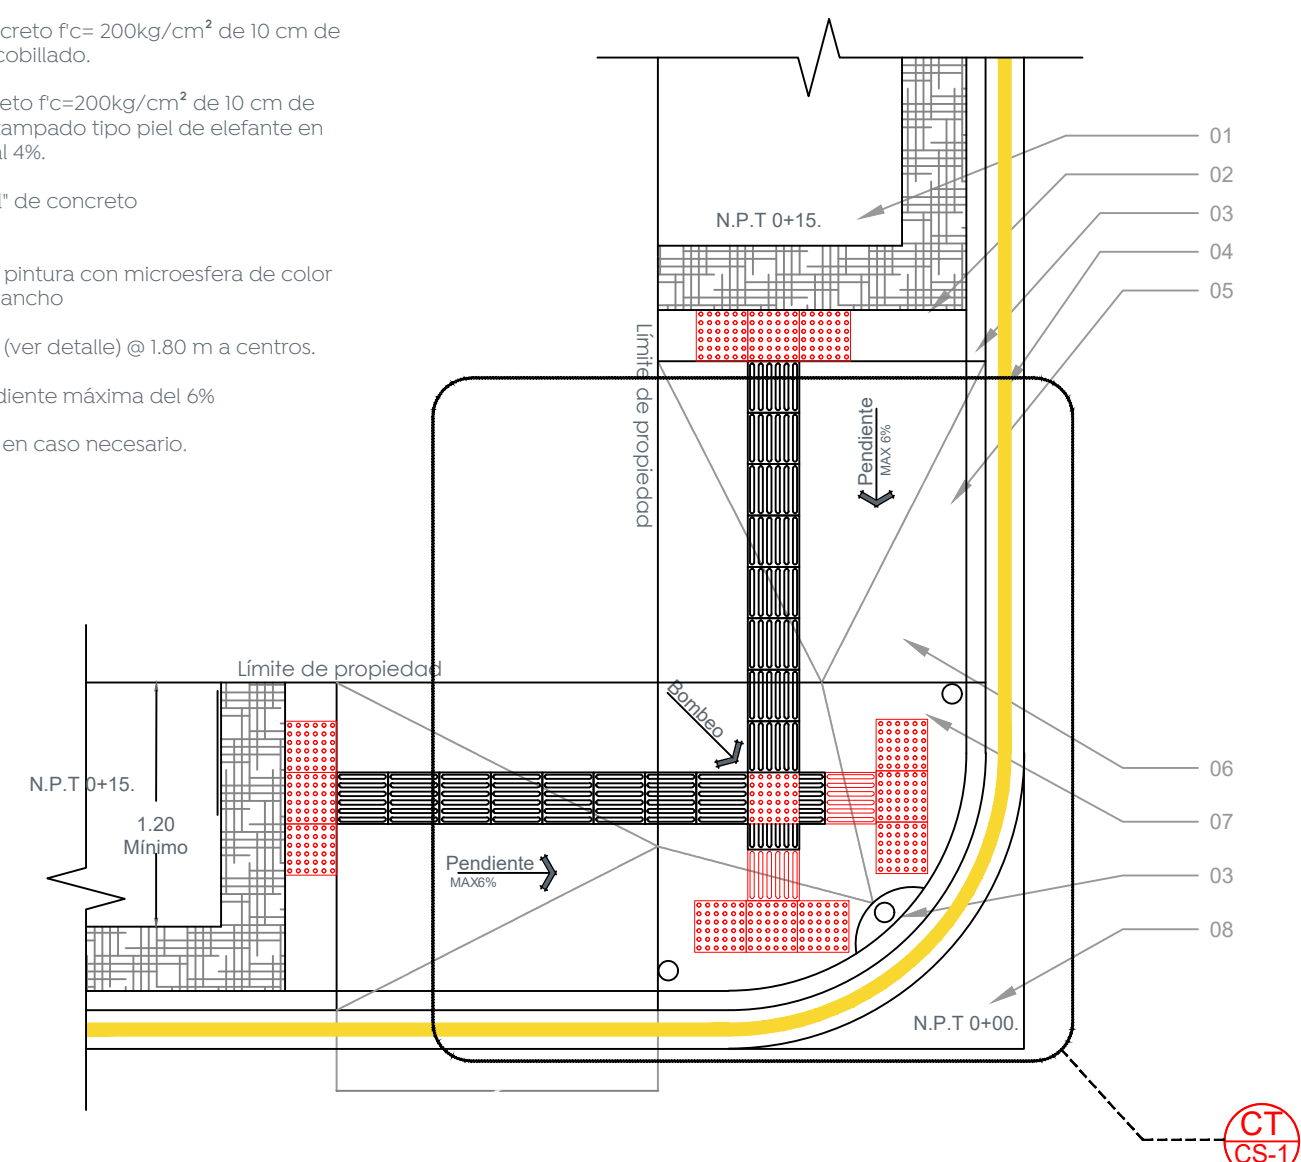 creto f'c= 200kg/cm² de 10 cm de
cobillado.
eto f'c=200kg/cm² de 10 cm de
ampado tipo piel de elefante en
al 4%.
l" de concreto
pintura con microesfera de color
ancho
(ver detalle) @ 1.80 m a centros.
diente máxima del 6%
en caso necesario.
01
02
03
04
05
N.P.T 0+15.
Límite de propiedad
Pendiente
MAX 6%
Límite de propiedad
Bombeo
N.P.T 0+15.
1.20
Mínimo
Pendiente
MAX6%
06
07
03
08
N.P.T 0+00.
CT
CS-1